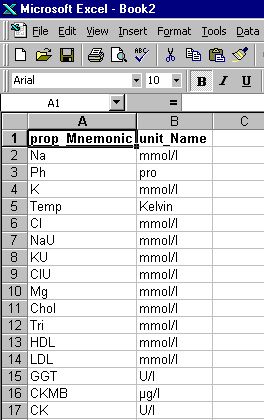 Microsoft Excel - Book2
File Edit View Insert Format Tools Data
Arial 10 B I U
A1 =
A B C
1 prop_Mnemonic unit_Name
2 Na mmol/l
3 Ph pro
4 K mmol/l
5 Temp Kelvin
6 Cl mmol/l
7 NaU mmol/l
8 KU mmol/l
9 ClU mmol/l
10 Mg mmol/l
11 Chol mmol/l
12 Tri mmol/l
13 HDL mmol/l
14 LDL mmol/l
15 GGT U/l
16 CKMB µg/l
17 CK U/l